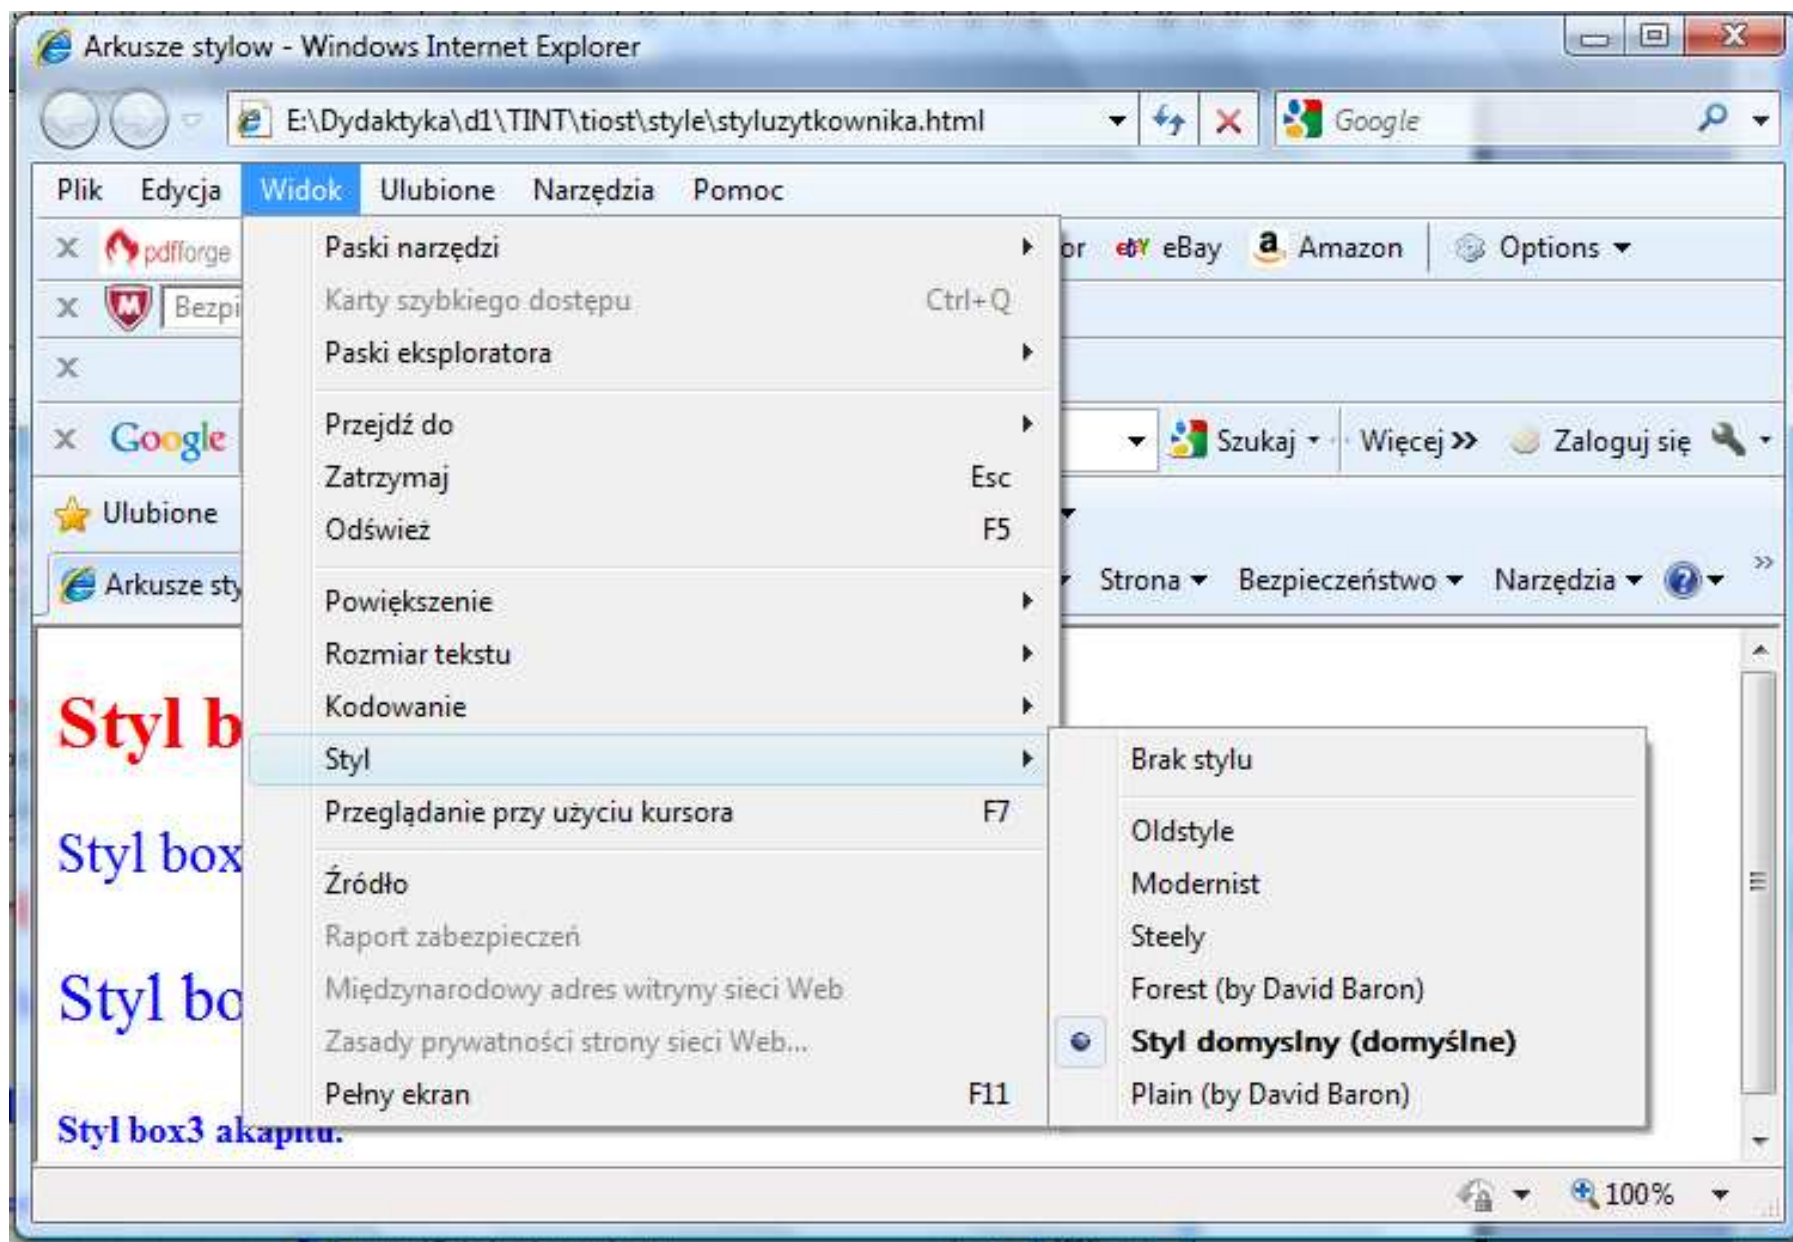 Arkusze stylow - Windows Internet Explorer
E:\Dydaktyka\d1\TINT\tiost\style\styluzytkownika.html
Google
Plik Edycja Widok Ulubione Narzędzia Pomoc
pdfforge
eBay Amazon Options
Google
Szukaj Więcej Zaloguj się
Ulubione
Arkusze
Strona Bezpieczeństwo Narzędzia
Paski narzędzi
Karty szybkiego dostępu Ctrl+Q
Paski eksploratora
Przejdź do
Zatrzymaj Esc
Odśwież F5
Powiększenie
Rozmiar tekstu
Kodowanie
Styl
Przeglądanie przy użyciu kursora F7
Źródło
Raport zabezpieczeń
Międzynarodowy adres witryny sieci Web
Zasady prywatności strony sieci Web...
Pełny ekran F11
Brak stylu
Oldstyle
Modernist
Steely
Forest (by David Baron)
Styl domyslny (domyślne)
Plain (by David Baron)
Styl b
Styl box
Styl bo
Styl box3 akapitu.
100%